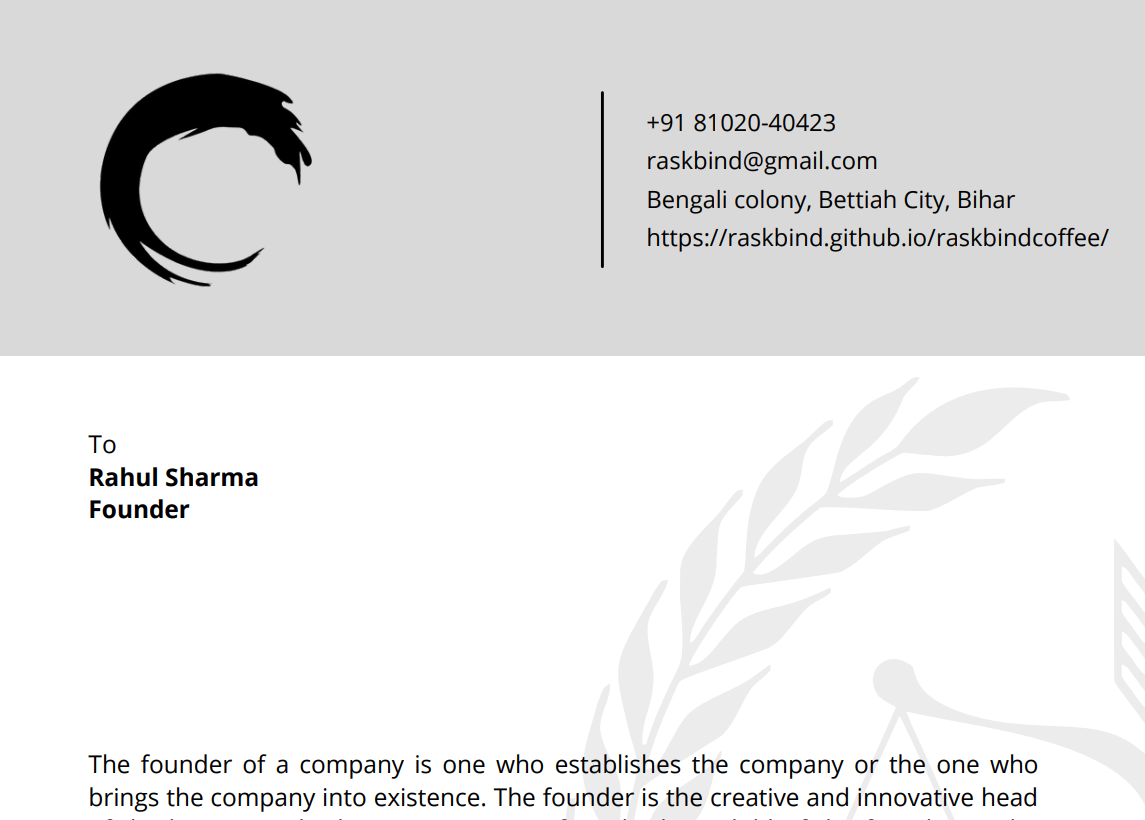 +91 81020-40423
raskbind@gmail.com
Bengali colony, Bettiah City, Bihar
https://raskbind.github.io/raskbindcoffee/
To
Rahul Sharma
Founder
The founder of a company is one who establishes the company or the one who
brings the company into existence. The founder is the creative and innovative head